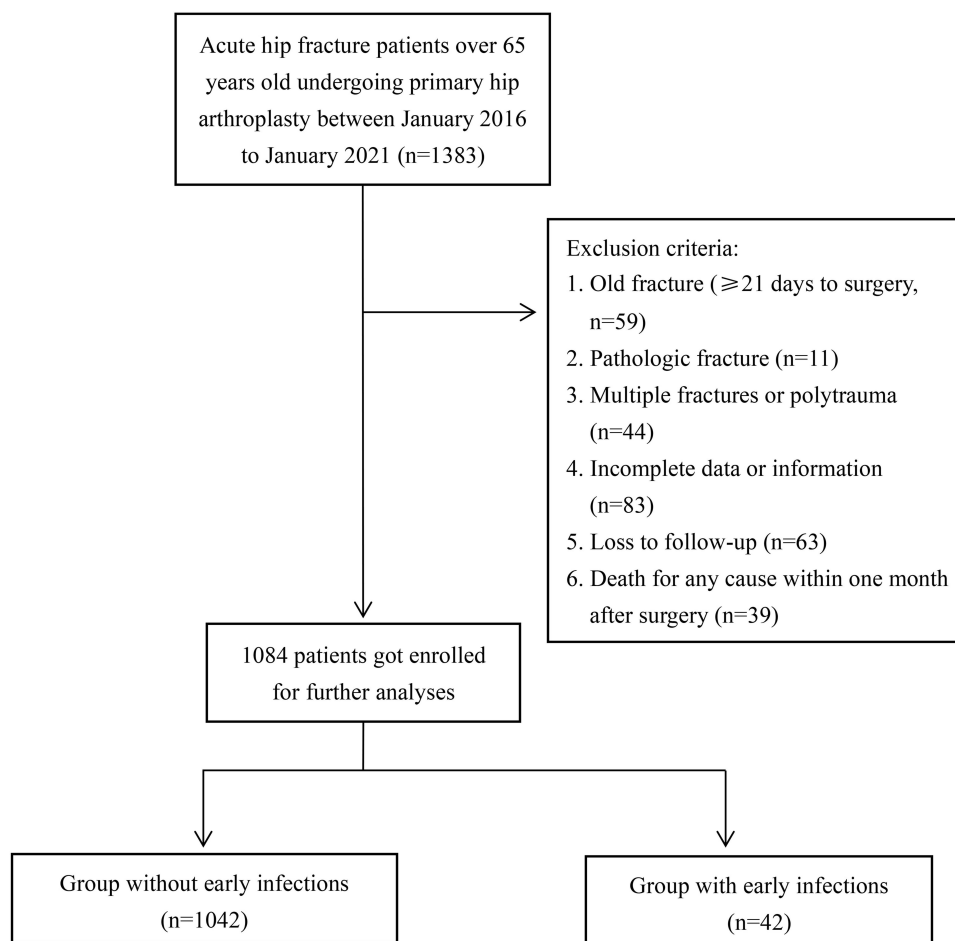 Acute hip fracture patients over 65
years old undergoing primary hip
arthroplasty between January 2016
to January 2021 (n=1383)
Exclusion criteria:
1. Old fracture (⩾21 days to surgery,
n=59)
2. Pathologic fracture (n=11)
3. Multiple fractures or polytrauma
(n=44)
4. Incomplete data or information
(n=83)
5. Loss to follow-up (n=63)
6. Death for any cause within one month
after surgery (n=39)
1084 patients got enrolled
for further analyses
Group without early infections
(n=1042)
Group with early infections
(n=42)